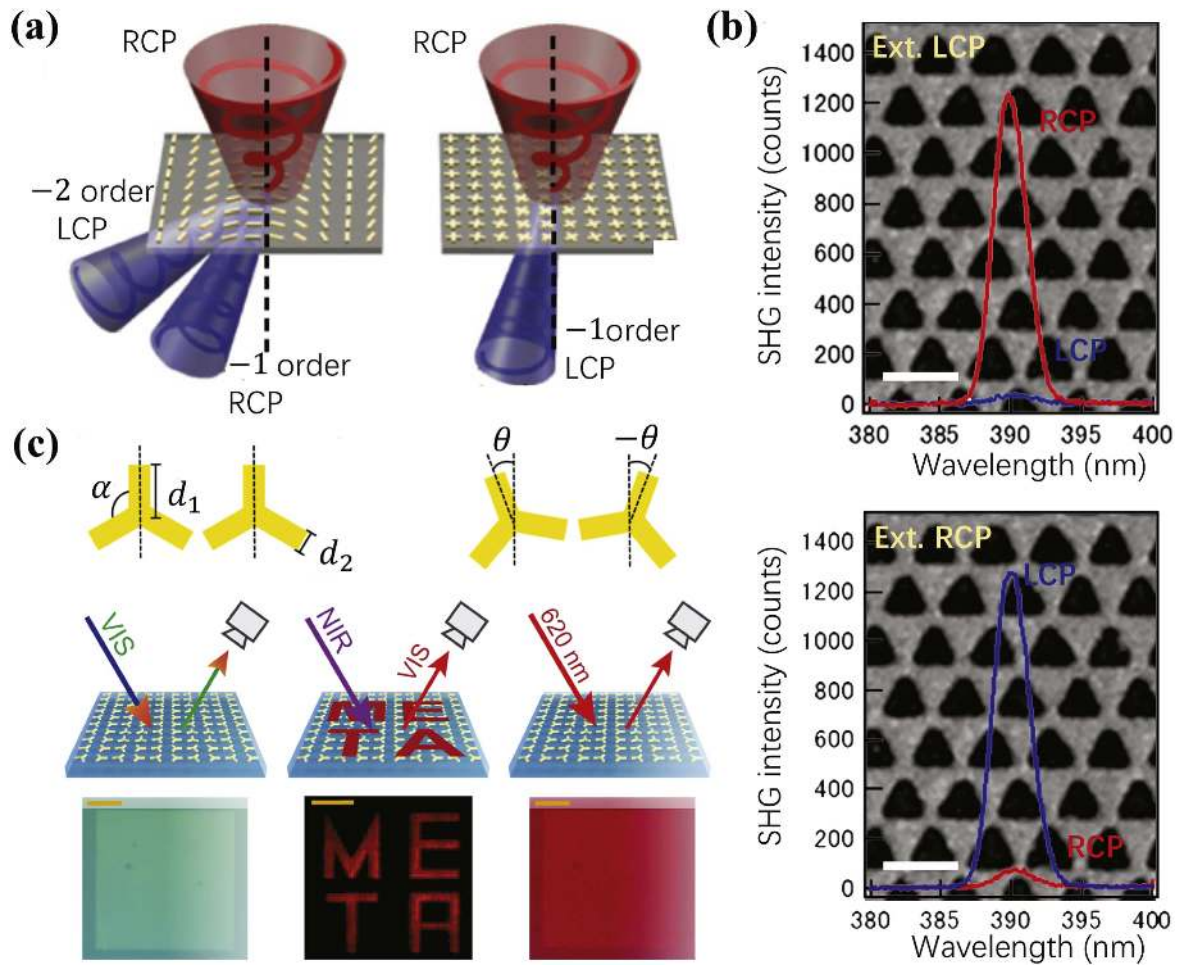 (a)
RCP
−2 order
LCP
−1 order
RCP
RCP
−1order
LCP
(b)
Ext. LCP
RCP
LCP
SHG intensity (counts)
1400
1200
1000
800
600
400
200
0
380 385 390 395 400
Wavelength (nm)
Ext. RCP
LCP
RCP
SHG intensity (counts)
1400
1200
1000
800
600
400
200
0
380 385 390 395 400
Wavelength (nm)
(c)
α d₁
d₂
θ −θ
VIS
NIR VIS
620 nm
M E
T A
M E
T A